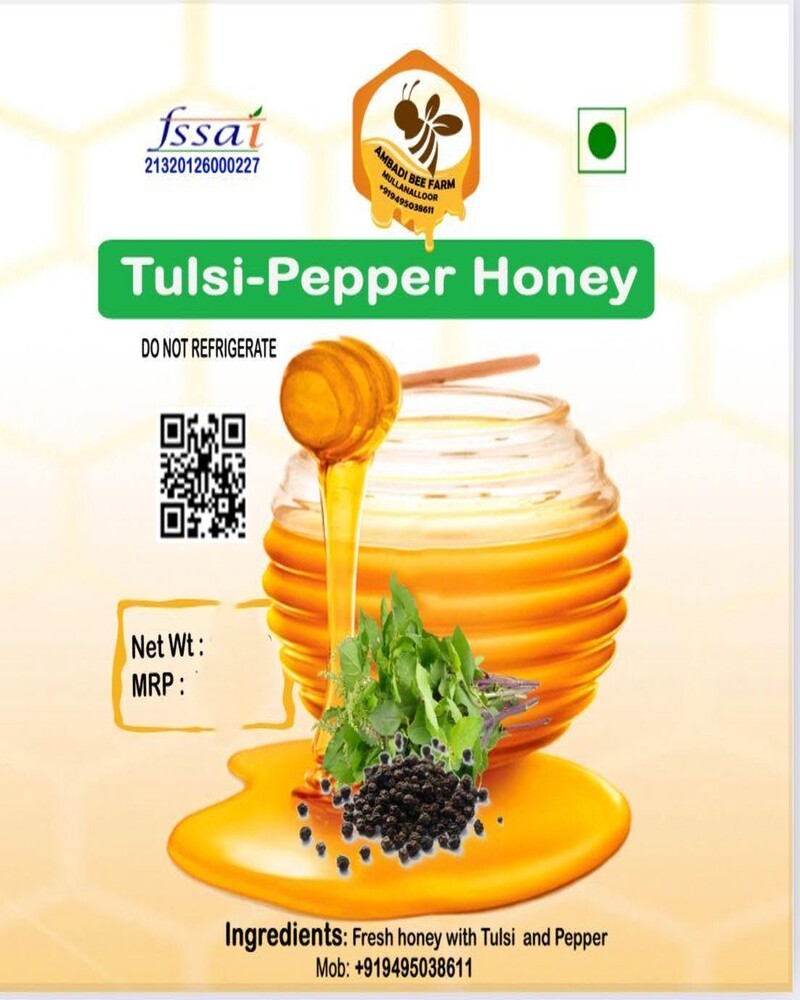 fssai
21320126000227
AMBADI BEE FARM
MULLANALLOOR
+919495038611
Tulsi-Pepper Honey
DO NOT REFRIGERATE
Net Wt :
MRP :
Ingredients: Fresh honey with Tulsi and Pepper
Mob: +919495038611